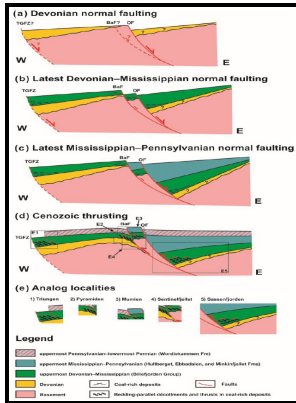 (a) Devonian normal faulting
TGFZ? BaF? OF
W E
(b) Latest Devonian–Mississippian normal faulting
BaF OF
TGFZ
W E
(c) Latest Mississippian–Pennsylvanian normal faulting
BaF OF
TGFZ
W E
(d) Cenozoic thrusting
E3
E2 BaF OF
E1
TGFZ
E4
E5
W E
(e) Analog localities
1) Triungen 2) Pyramiden 3) Mumien 4) Sentinelfjellet 5) Sassenfjorden
Legend
uppermost Pennsylvanian–lowermost Permian (Wordiekammen Fm)
uppermost Mississippian–Pennsylvanian (Hultberget, Ebbadalen, and Minkinfjellet Fms)
uppermost Devonian–Mississippian (Billefjorden Group)
Devonian Coal-rich deposits Faults
Basement Bedding-parallel décollements and thrusts in coal-rich deposits